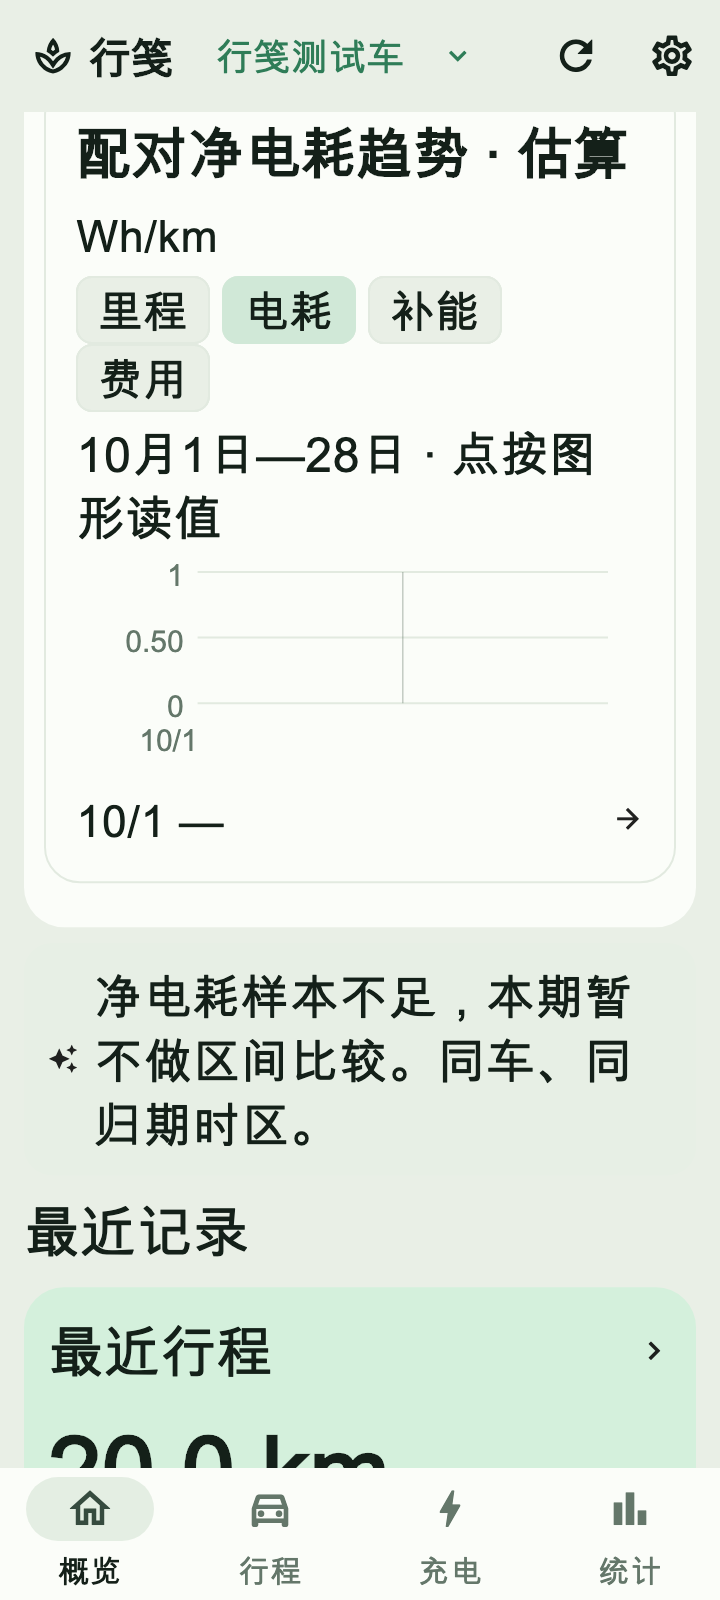 行笺 行笺测试车
配对净电耗趋势 · 估算
Wh/km
里程 电耗 补能
费用
10月1日—28日 · 点按图
形读值
1
0.50
0
10/1
10/1 —
净电耗样本不足，本期暂
不做区间比较。同车、同
归期时区。
最近记录
最近行程
20.0 km
概览 行程 充电 统计